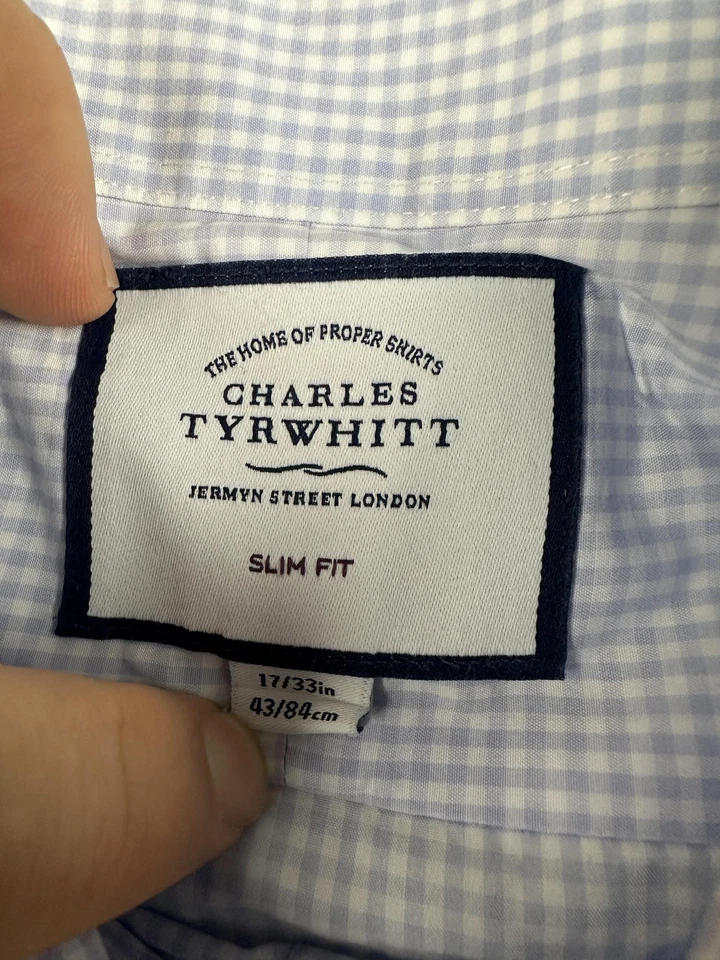 THE HOME OF PROPER SHIRTS
CHARLES
TYRWHITT
JERMYN STREET LONDON
SLIM FIT
17/33in
43/84cm